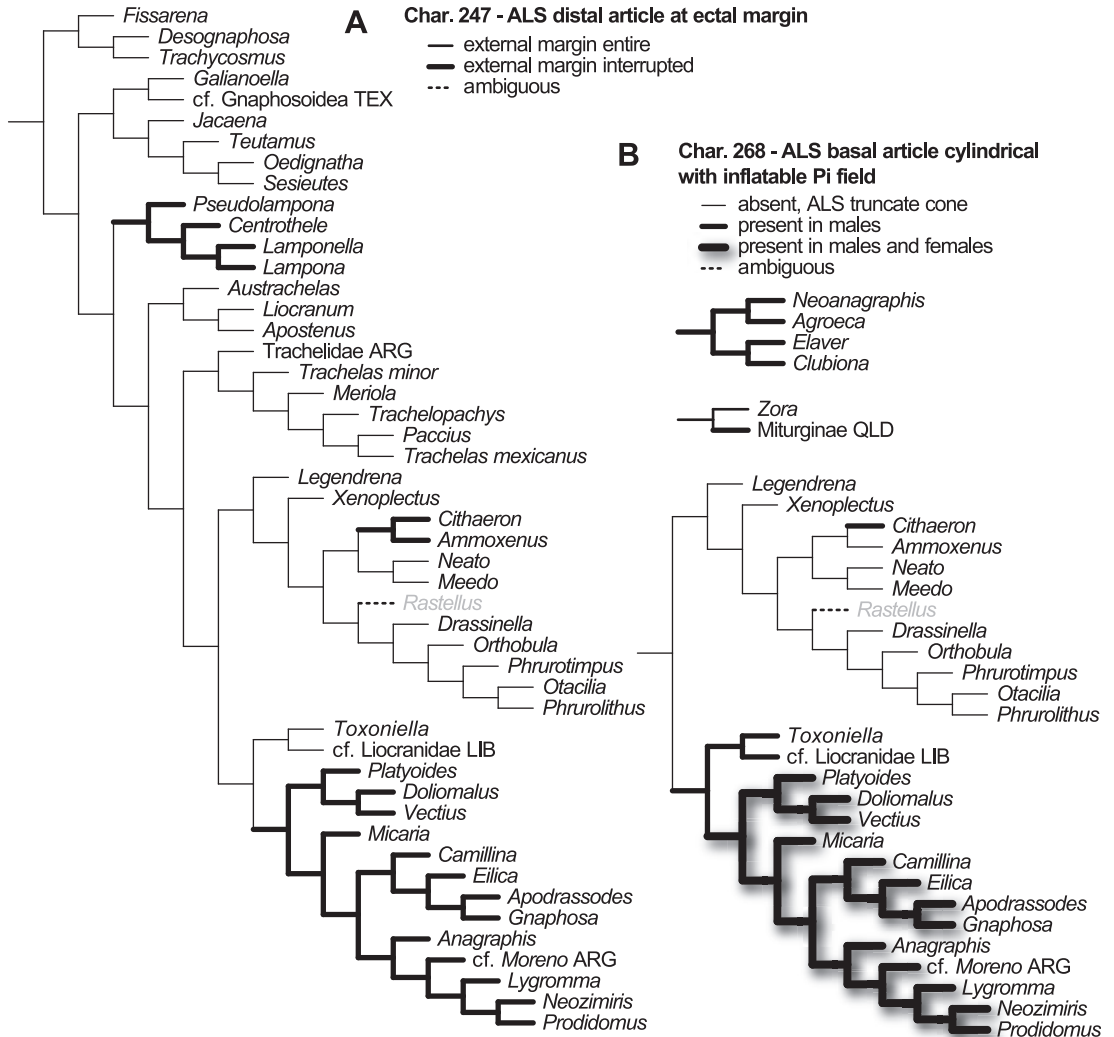 A
Char. 247 - ALS distal article at ectal margin
external margin entire
external margin interrupted
ambiguous
Fissarena
Desognaphosa
Trachycosmus
Galianoella
cf. Gnaphosoidea TEX
Jacaena
Teutamus
Oedignatha
Sesieutes
Pseudolampona
Centrothele
Lamponella
Lampona
Austrachelas
Liocranum
Apostenus
Trachelidae ARG
Trachelas minor
Meriola
Trachelopachys
Paccius
Trachelas mexicanus
Legendrena
Xenoplectus
Cithaeron
Ammoxenus
Neato
Meedo
Rastellus
Drassinella
Orthobula
Phrurotimpus
Otacilia
Phrurolithus
Toxoniella
cf. Liocranidae LIB
Platyoides
Doliomalus
Vectius
Micaria
Camillina
Eilica
Apodrassodes
Gnaphosa
Anagraphis
cf. Moreno ARG
Lygromma
Neozimiris
Prodidomus
B
Char. 268 - ALS basal article cylindrical
with inflatable Pi field
absent, ALS truncate cone
present in males
present in males and females
ambiguous
Neoanagraphis
Agroeca
Elaver
Clubiona
Zora
Miturginae QLD
Legendrena
Xenoplectus
Cithaeron
Ammoxenus
Neato
Meedo
Rastellus
Drassinella
Orthobula
Phrurotimpus
Otacilia
Phrurolithus
Toxoniella
cf. Liocranidae LIB
Platyoides
Doliomalus
Vectius
Micaria
Camillina
Eilica
Apodrassodes
Gnaphosa
Anagraphis
cf. Moreno ARG
Lygromma
Neozimiris
Prodidomus